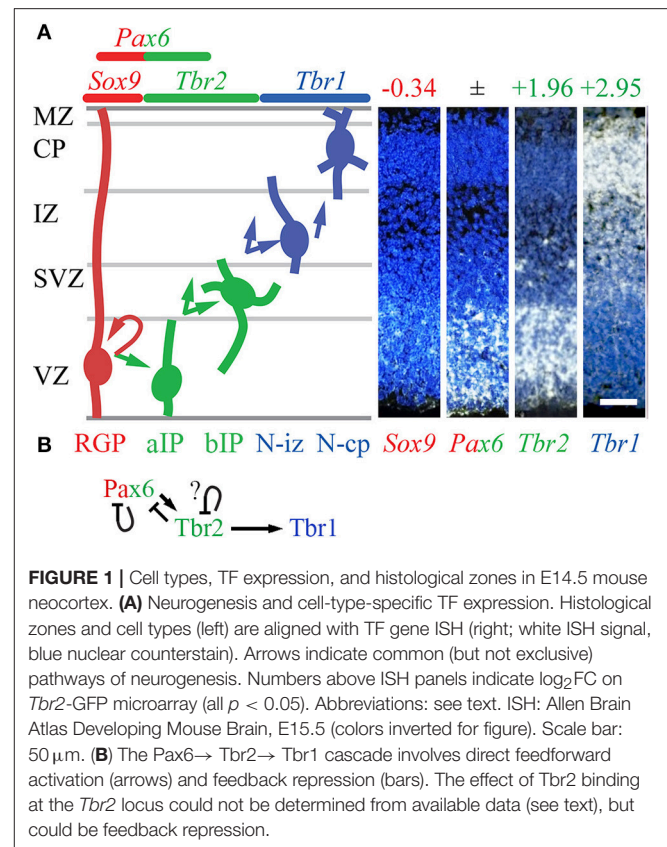 A
Pax6
Sox9 Tbr2 Tbr1 -0.34 ± +1.96 +2.95
MZ
CP
IZ
SVZ
VZ
B RGP aIP bIP N-iz N-cp Sox9 Pax6 Tbr2 Tbr1
Pax6 ?
Tbr2 Tbr1
FIGURE 1 | Cell types, TF expression, and histological zones in E14.5 mouse
neocortex. (A) Neurogenesis and cell-type-specific TF expression. Histological
zones and cell types (left) are aligned with TF gene ISH (right; white ISH signal,
blue nuclear counterstain). Arrows indicate common (but not exclusive)
pathways of neurogenesis. Numbers above ISH panels indicate log₂FC on
Tbr2-GFP microarray (all p < 0.05). Abbreviations: see text. ISH: Allen Brain
Atlas Developing Mouse Brain, E15.5 (colors inverted for figure). Scale bar:
50 μm. (B) The Pax6→ Tbr2→ Tbr1 cascade involves direct feedforward
activation (arrows) and feedback repression (bars). The effect of Tbr2 binding
at the Tbr2 locus could not be determined from available data (see text), but
could be feedback repression.